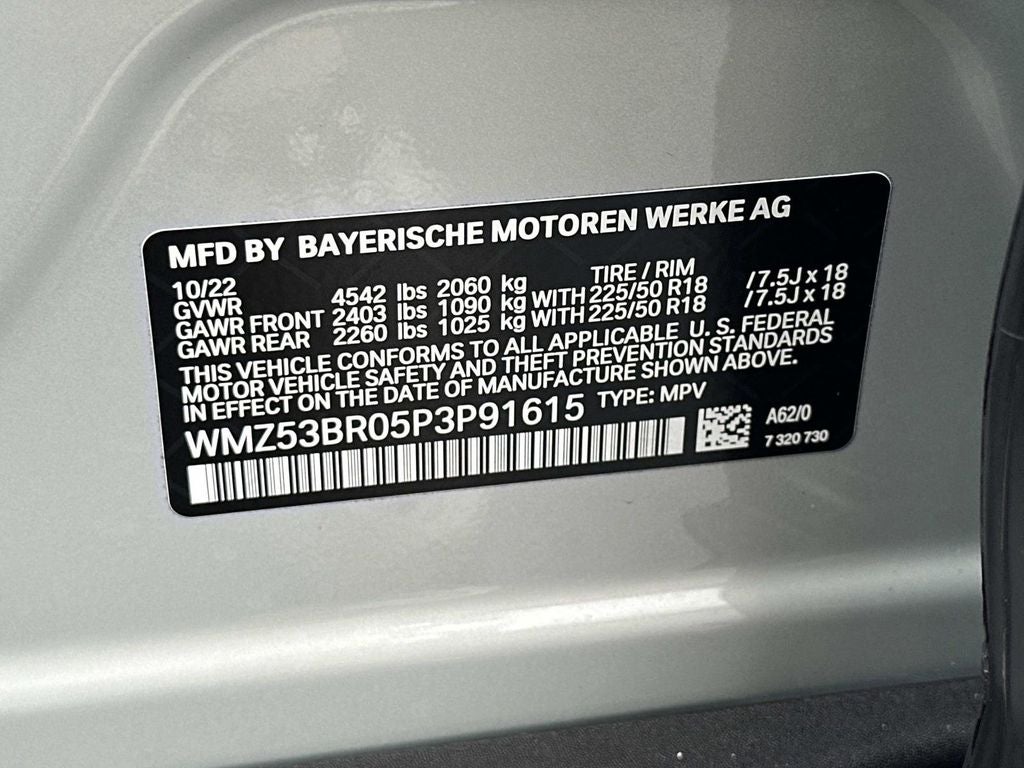 MFD BY BAYERISCHE MOTOREN WERKE AG
10/22 TIRE / RIM
GVWR 4542 lbs 2060 kg
GAWR FRONT 2403 lbs 1090 kg WITH 225/50 R18 /7.5J x 18
GAWR REAR 2260 lbs 1025 kg WITH 225/50 R18 /7.5J x 18
THIS VEHICLE CONFORMS TO ALL APPLICABLE U. S. FEDERAL
MOTOR VEHICLE SAFETY AND THEFT PREVENTION STANDARDS
IN EFFECT ON THE DATE OF MANUFACTURE SHOWN ABOVE.
WMZ53BR05P3P91615 TYPE: MPV
A62/0
7 320 730